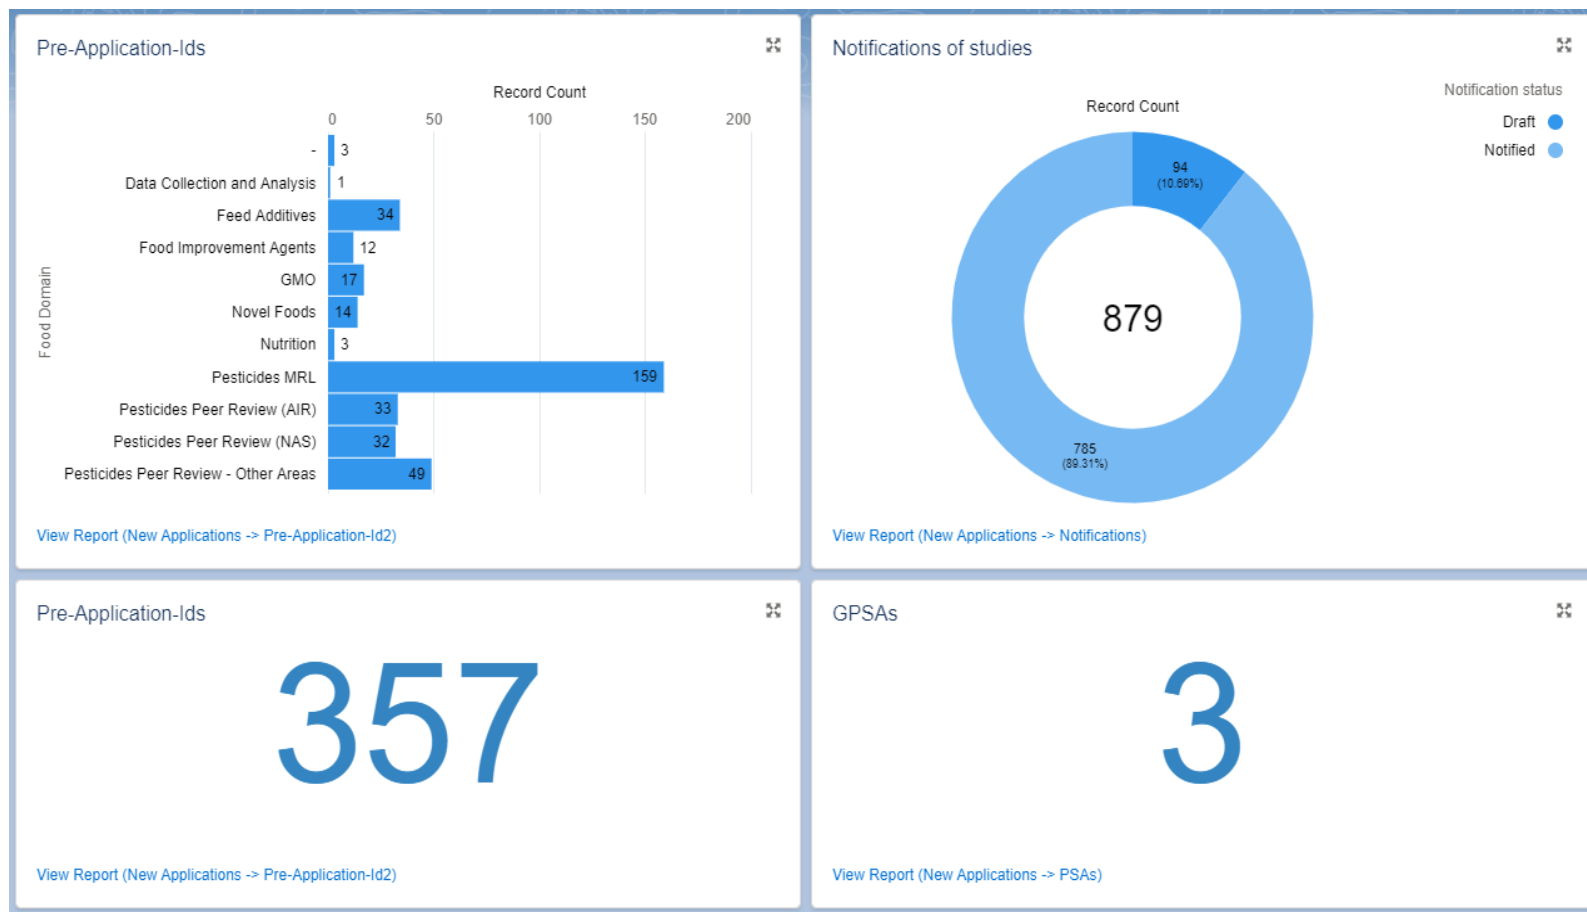 Pre-Application-Ids
Record Count
0 50 100 150 200
Food Domain
- 3
Data Collection and Analysis 1
Feed Additives 34
Food Improvement Agents 12
GMO 17
Novel Foods 14
Nutrition 3
Pesticides MRL 159
Pesticides Peer Review (AIR) 33
Pesticides Peer Review (NAS) 32
Pesticides Peer Review - Other Areas 49
View Report (New Applications -> Pre-Application-Id2)
Notifications of studies
Notification status
Draft
Notified
Record Count
94
(10.69%)
879
785
(89.31%)
View Report (New Applications -> Notifications)
Pre-Application-Ids
357
View Report (New Applications -> Pre-Application-Id2)
GPSAs
3
View Report (New Applications -> PSAs)